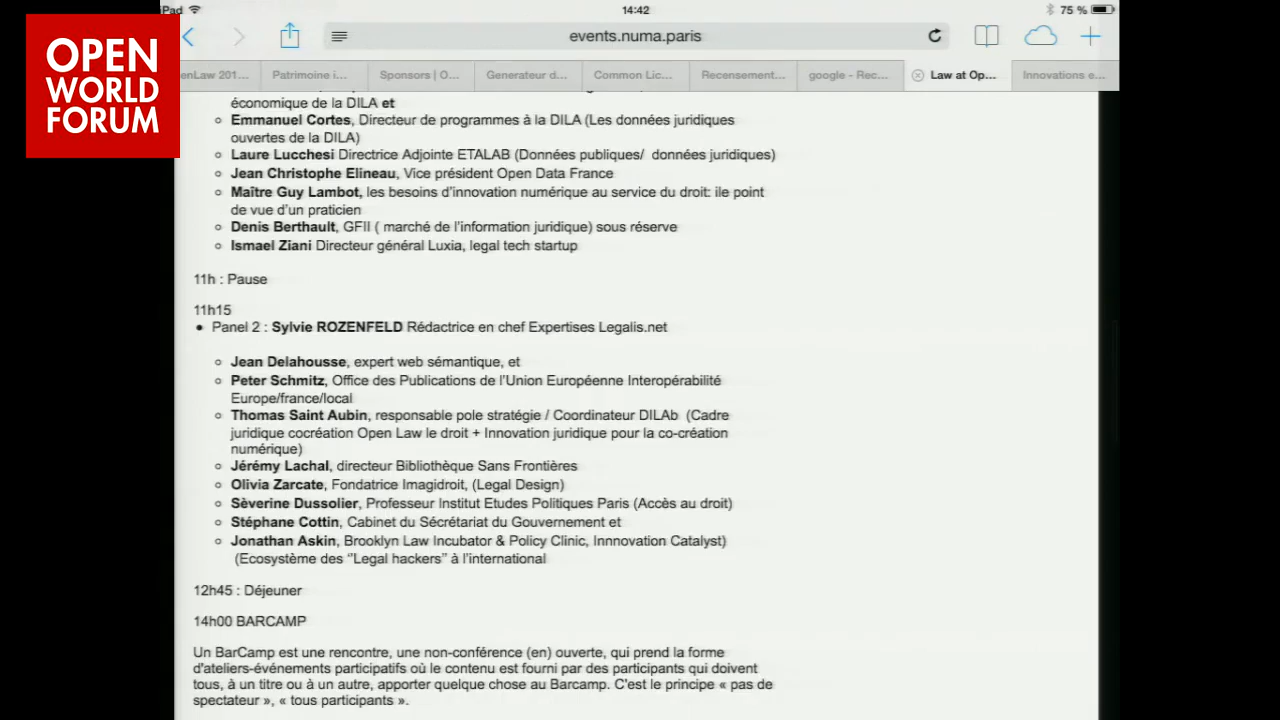 iPad
14:42
75 %
OPEN
WORLD
FORUM
events.numa.paris
enLaw 201...
Patrimoine i...
Sponsors | O...
Generateur d...
Common Lic...
Recensement...
google - Rec...
Law at Op...
Innovations e...
économique de la DILA et
Emmanuel Cortes, Directeur de programmes à la DILA (Les données juridiques
ouvertes de la DILA)
Laure Lucchesi Directrice Adjointe ETALAB (Données publiques/ données juridiques)
Jean Christophe Elineau, Vice président Open Data France
Maître Guy Lambot, les besoins d'innovation numérique au service du droit: ile point
de vue d'un praticien
Denis Berthault, GFII ( marché de l'information juridique) sous réserve
Ismael Ziani Directeur général Luxia, legal tech startup
11h : Pause
11h15
• Panel 2 : Sylvie ROZENFELD Rédactrice en chef Expertises Legalis.net
Jean Delahousse, expert web sémantique, et
Peter Schmitz, Office des Publications de l'Union Européenne Interopérabilité
Europe/france/local
Thomas Saint Aubin, responsable pole stratégie / Coordinateur DILAb (Cadre
juridique cocréation Open Law le droit + Innovation juridique pour la co-création
numérique)
Jérémy Lachal, directeur Bibliothèque Sans Frontières
Olivia Zarcate, Fondatrice Imagidroit, (Legal Design)
Sèverine Dussolier, Professeur Institut Etudes Politiques Paris (Accès au droit)
Stéphane Cottin, Cabinet du Sécrétariat du Gouvernement et
Jonathan Askin, Brooklyn Law Incubator & Policy Clinic, Innnovation Catalyst)
(Ecosystème des "Legal hackers" à l'international
12h45 : Déjeuner
14h00 BARCAMP
Un BarCamp est une rencontre, une non-conférence (en) ouverte, qui prend la forme
d'ateliers-événements participatifs où le contenu est fourni par des participants qui doivent
tous, à un titre ou à un autre, apporter quelque chose au Barcamp. C'est le principe « pas de
spectateur », « tous participants ».